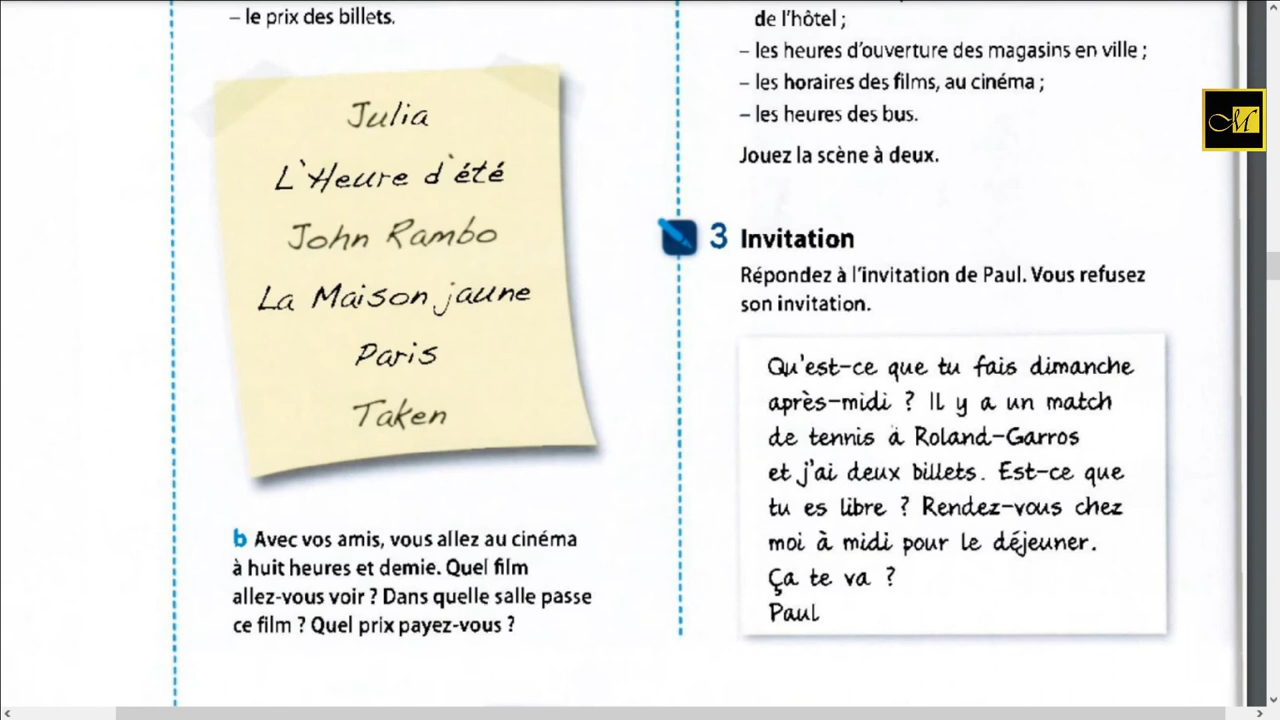 – le prix des billets.
Julia
L'Heure d'été
John Rambo
La Maison jaune
Paris
Taken
b Avec vos amis, vous allez au cinéma
à huit heures et demie. Quel film
allez-vous voir ? Dans quelle salle passe
ce film ? Quel prix payez-vous ?
de l'hôtel ;
– les heures d'ouverture des magasins en ville ;
– les horaires des films, au cinéma ;
– les heures des bus.
Jouez la scène à deux.
3 Invitation
Répondez à l'invitation de Paul. Vous refusez
son invitation.
Qu'est-ce que tu fais dimanche
après-midi ? Il y a un match
de tennis à Roland-Garros
et j'ai deux billets. Est-ce que
tu es libre ? Rendez-vous chez
moi à midi pour le déjeuner.
Ça te va ?
Paul
M